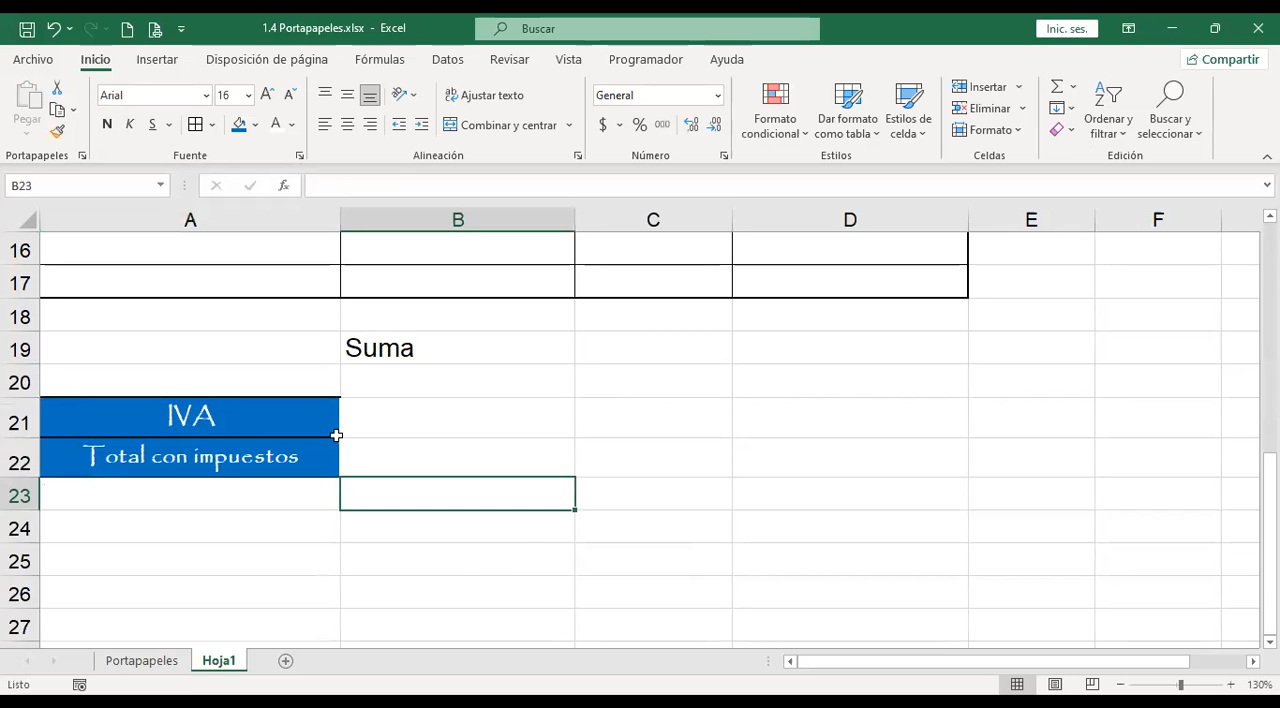 1.4 Portapapeles.xlsx - Excel
Buscar
Inic. ses.
Archivo Inicio Insertar Disposición de página Fórmulas Datos Revisar Vista Programador Ayuda Compartir
Pegar
Portapapeles
Arial 16
N K S
Fuente
Ajustar texto
Combinar y centrar
Alineación
General
$ % 000
Número
Formato condicional
Dar formato como tabla
Estilos de celda
Estilos
Insertar
Eliminar
Formato
Celdas
Ordenar y filtrar
Buscar y seleccionar
Edición
B23 fx
A B C D E F
16
17
18
19 Suma
20
21 IVA
22 Total con impuestos
23
24
25
26
27
Portapapeles Hoja1
Listo 130%